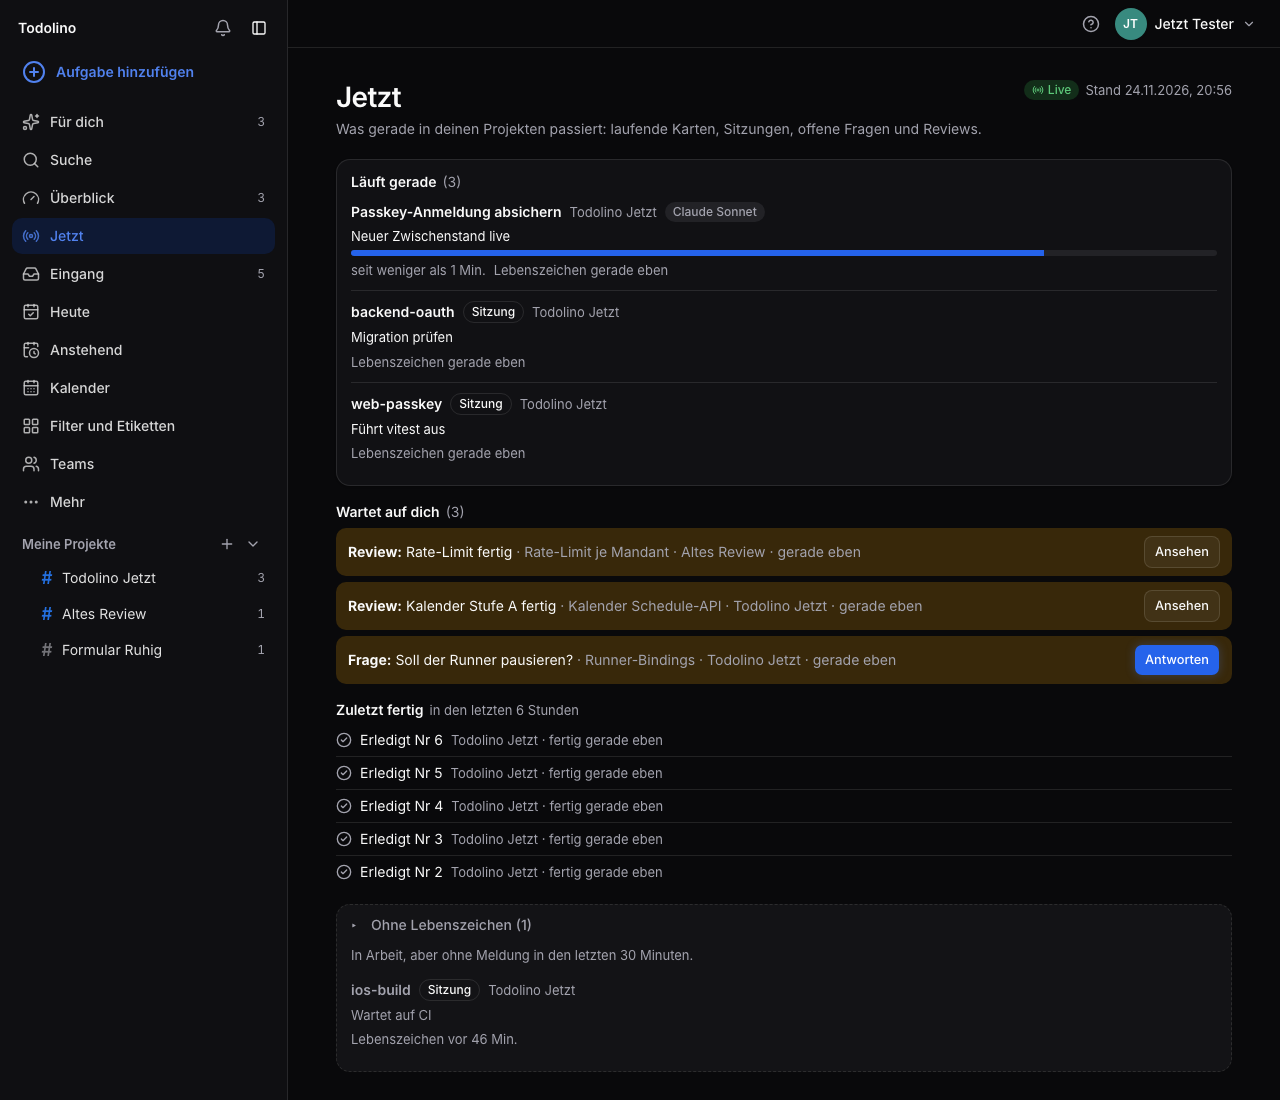 Todolino
Aufgabe hinzufügen
Für dich 3
Suche
Überblick 3
Jetzt
Eingang 5
Heute
Anstehend
Kalender
Filter und Etiketten
Teams
Mehr
Meine Projekte
# Todolino Jetzt 3
# Altes Review 1
# Formular Ruhig 1
JT Jetzt Tester
Jetzt
Live Stand 24.11.2026, 20:56
Was gerade in deinen Projekten passiert: laufende Karten, Sitzungen, offene Fragen und Reviews.
Läuft gerade (3)
Passkey-Anmeldung absichern Todolino Jetzt Claude Sonnet
Neuer Zwischenstand live
seit weniger als 1 Min. Lebenszeichen gerade eben
backend-oauth Sitzung Todolino Jetzt
Migration prüfen
Lebenszeichen gerade eben
web-passkey Sitzung Todolino Jetzt
Führt vitest aus
Lebenszeichen gerade eben
Wartet auf dich (3)
Review: Rate-Limit fertig · Rate-Limit je Mandant · Altes Review · gerade eben Ansehen
Review: Kalender Stufe A fertig · Kalender Schedule-API · Todolino Jetzt · gerade eben Ansehen
Frage: Soll der Runner pausieren? · Runner-Bindings · Todolino Jetzt · gerade eben Antworten
Zuletzt fertig in den letzten 6 Stunden
Erledigt Nr 6 Todolino Jetzt · fertig gerade eben
Erledigt Nr 5 Todolino Jetzt · fertig gerade eben
Erledigt Nr 4 Todolino Jetzt · fertig gerade eben
Erledigt Nr 3 Todolino Jetzt · fertig gerade eben
Erledigt Nr 2 Todolino Jetzt · fertig gerade eben
Ohne Lebenszeichen (1)
In Arbeit, aber ohne Meldung in den letzten 30 Minuten.
ios-build Sitzung Todolino Jetzt
Wartet auf CI
Lebenszeichen vor 46 Min.